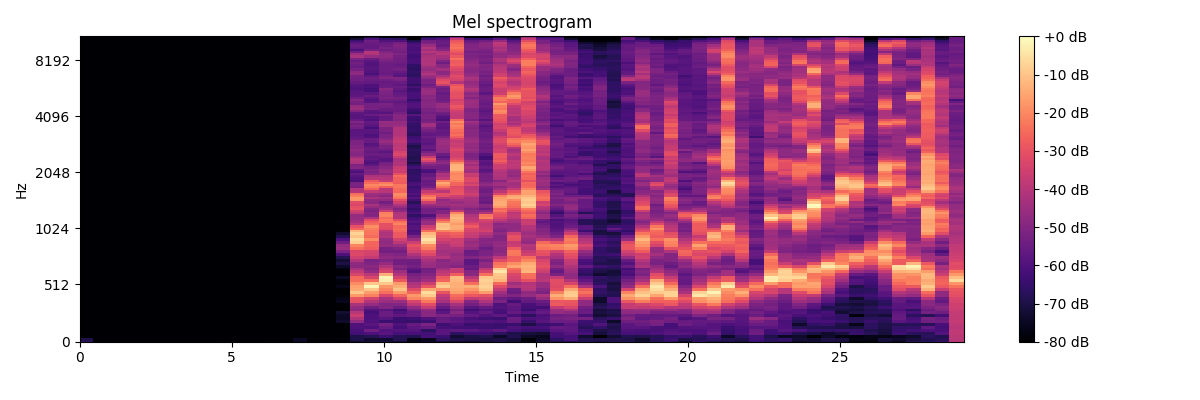 Mel spectrogram
8192
4096
2048
1024
512
0
Hz
0 5 10 15 20 25
Time
+0 dB
-10 dB
-20 dB
-30 dB
-40 dB
-50 dB
-60 dB
-70 dB
-80 dB